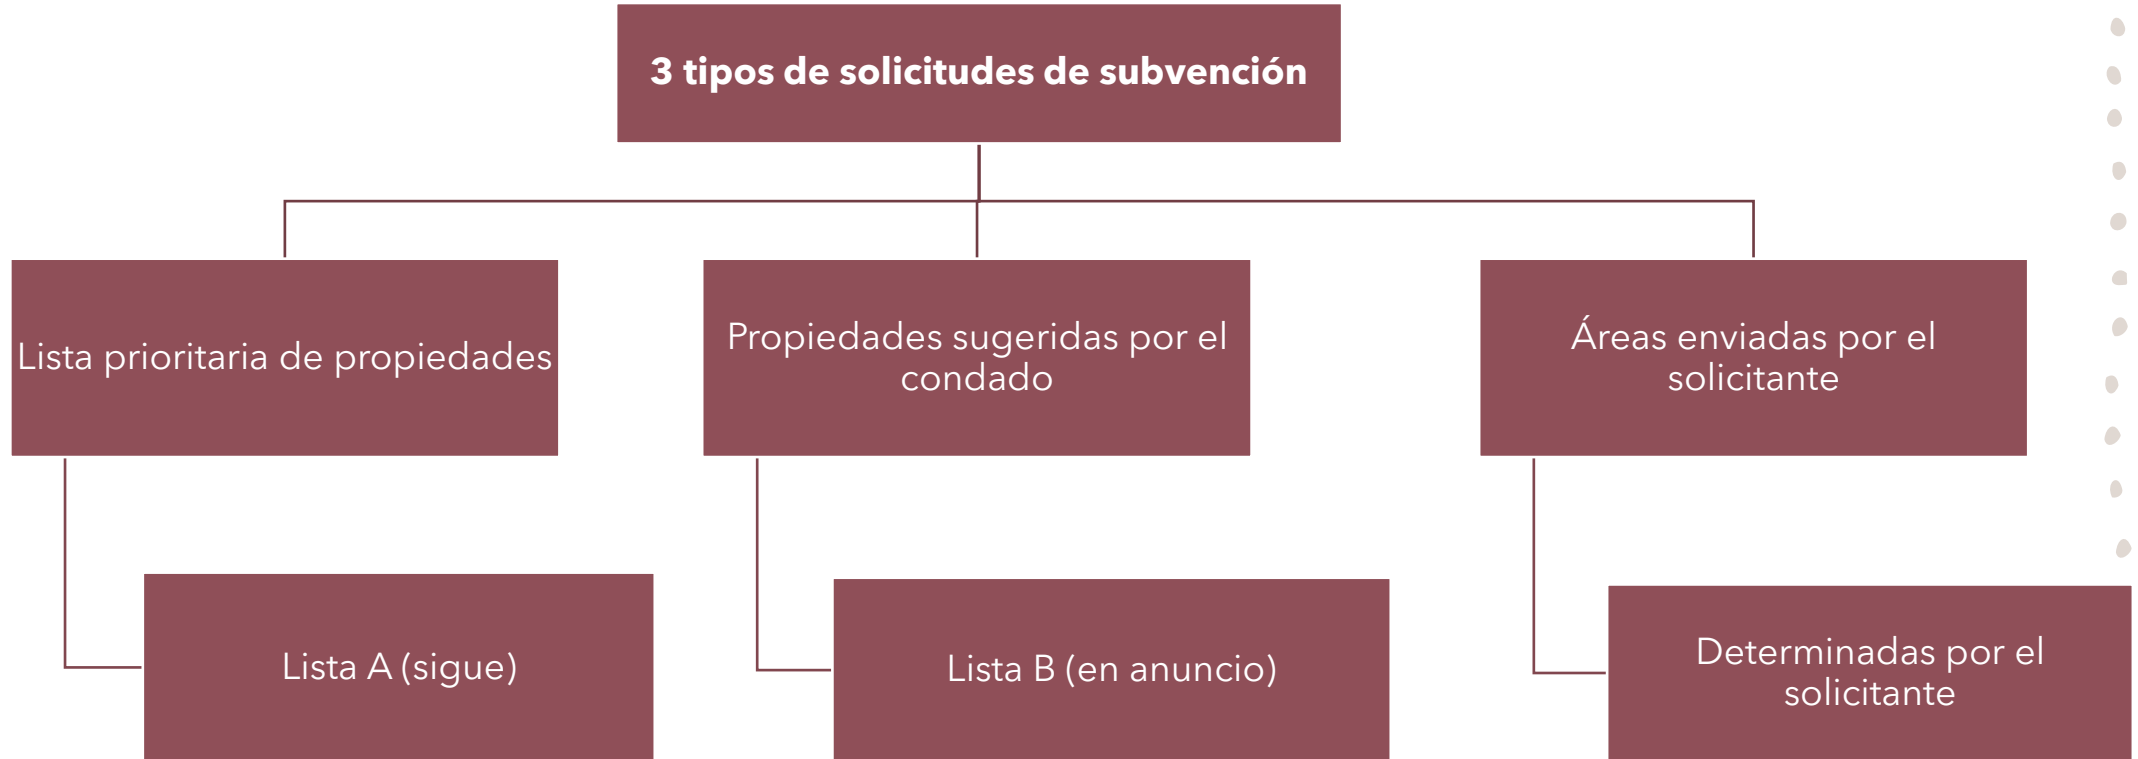 3 tipos de solicitudes de subvención
Lista prioritaria de propiedades
Propiedades sugeridas por el
condado
Áreas enviadas por el
solicitante
Lista A (sigue)
Lista B (en anuncio)
Determinadas por el
solicitante